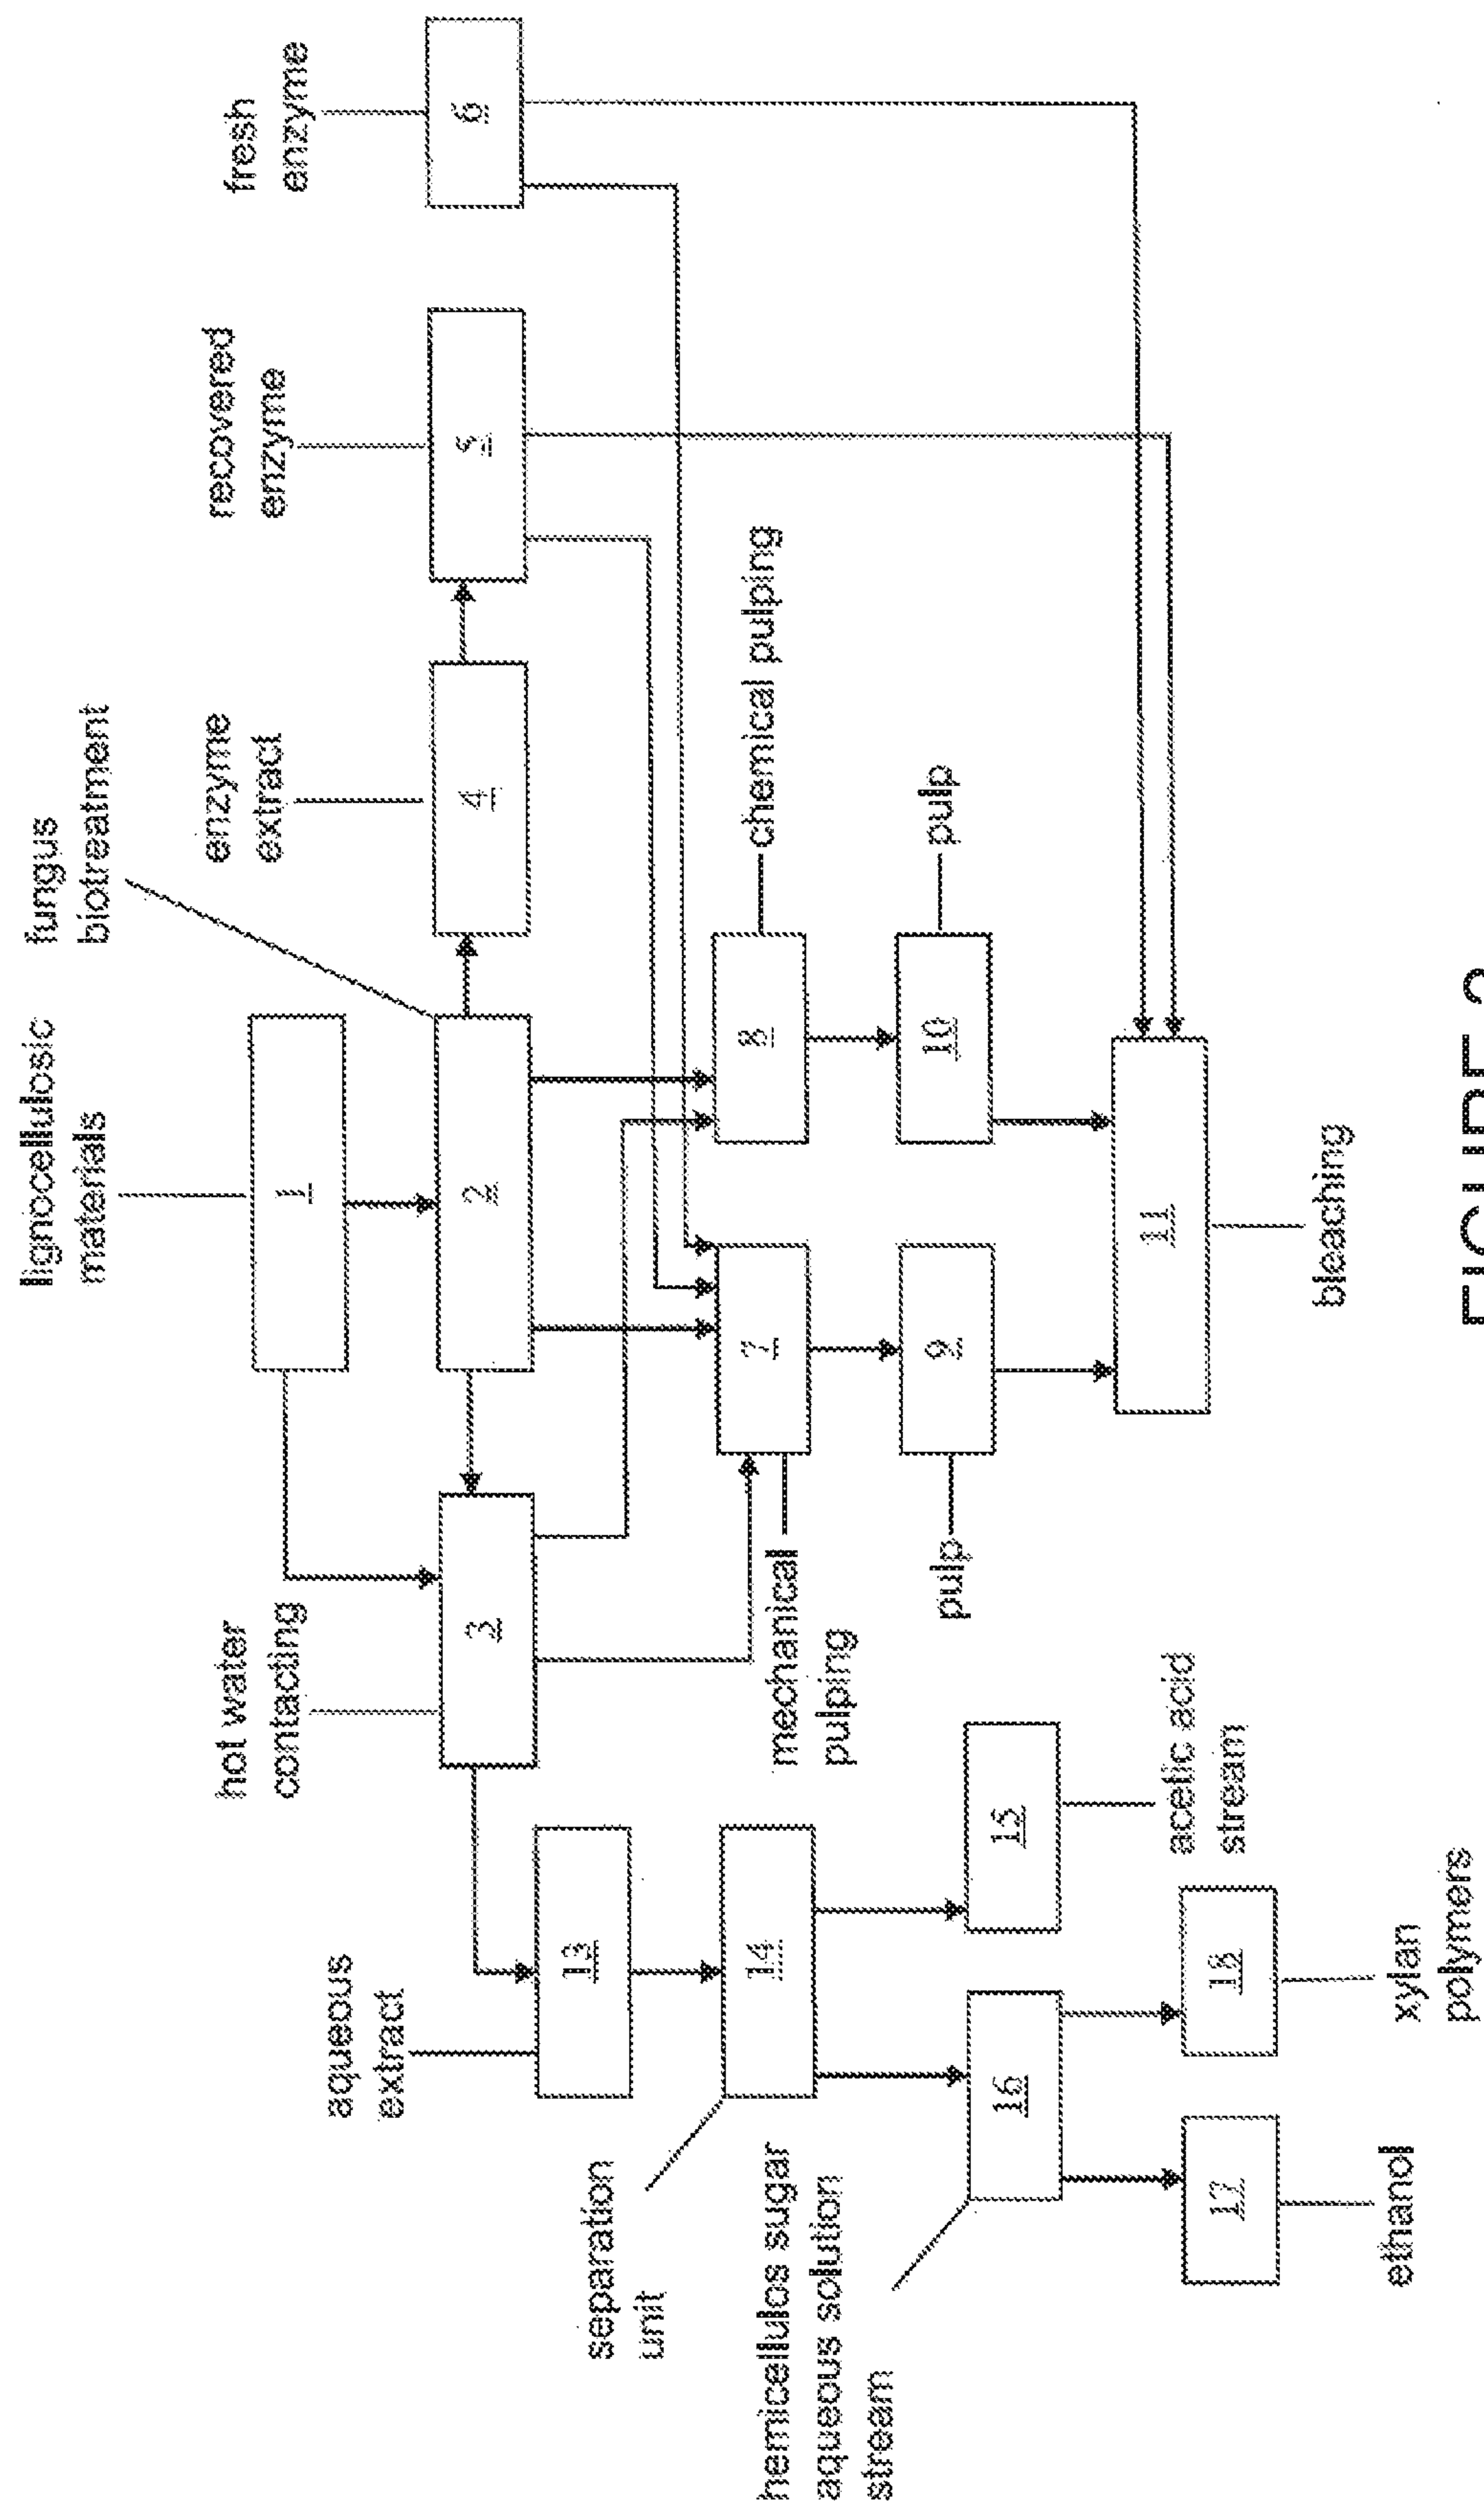 lignocellulosic
materials
fungus
biotreatment
hot water
contacting
enzyme
extract
recovered
enzyme
fresh
enzyme
1
2
3
4
5
6
aqueous
extract
13
separation
unit
14
mechanical
pulping
7
8
chemical pulping
hemicellulos sugar
aqueous solution
stream
16
15
acetic acid
stream
pulp
9
10
pulp
17
18
11
ethanol
xylan
polymers
bleaching